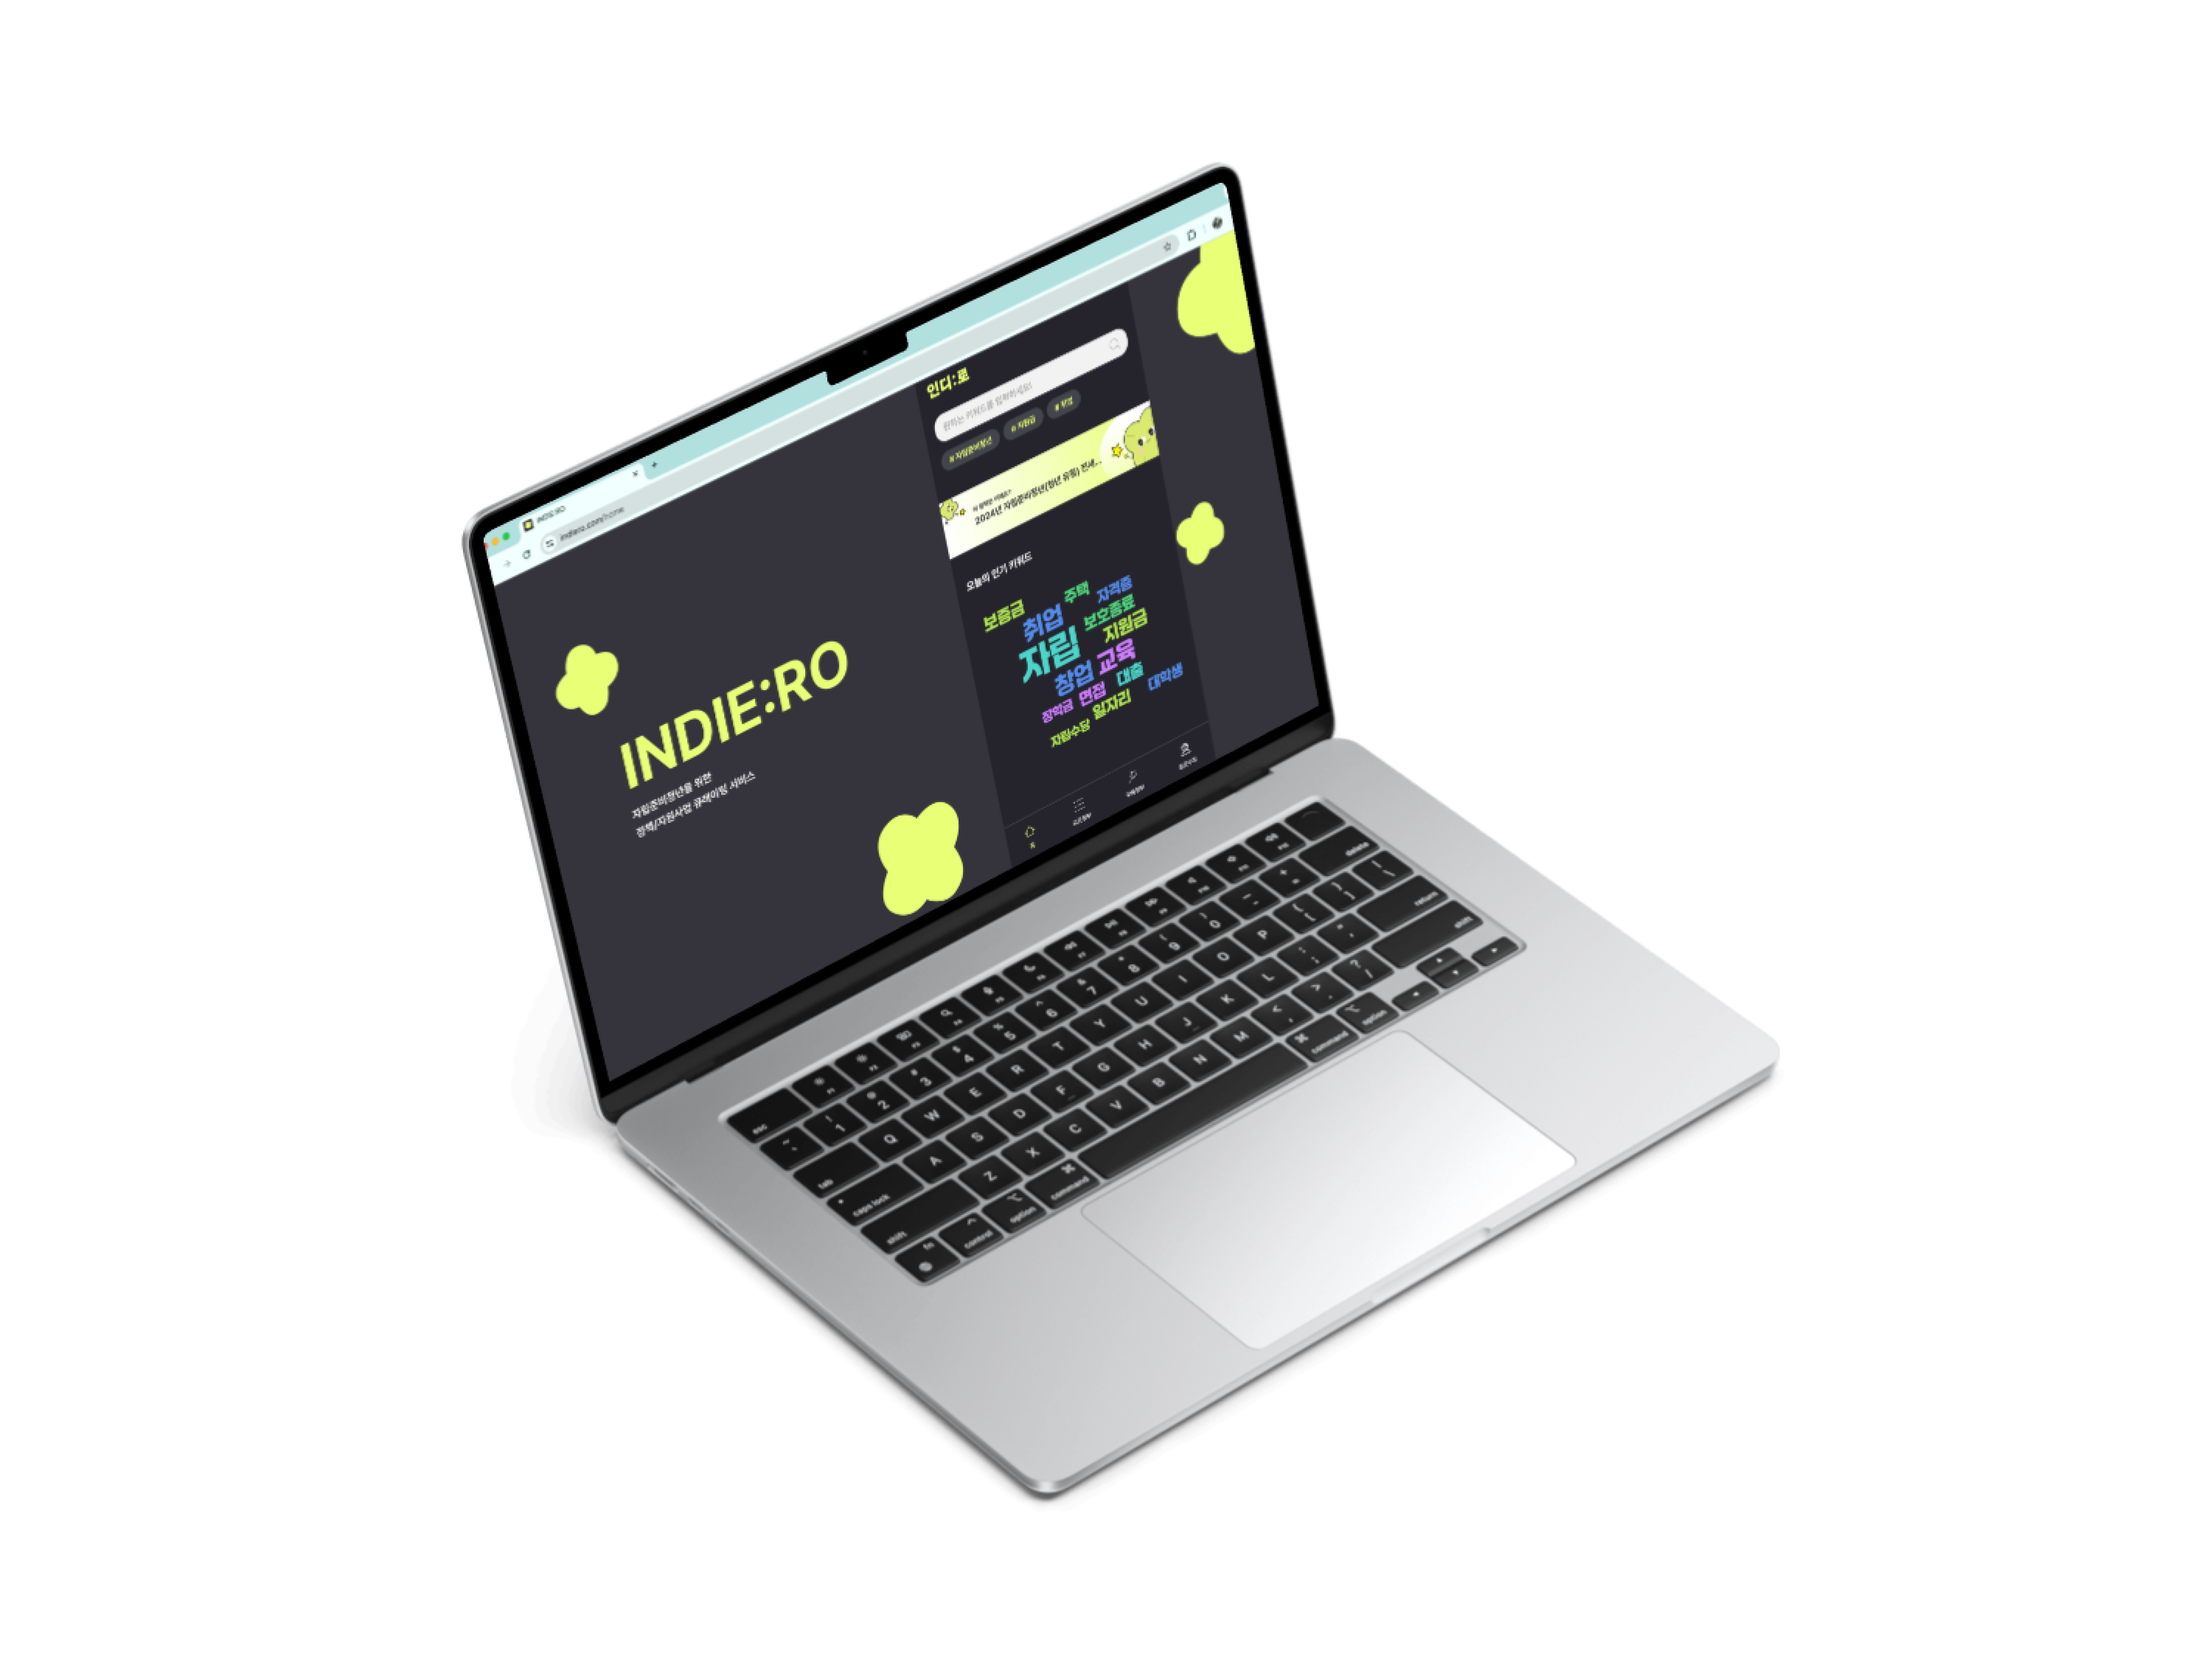 INDIE:RO
indiero.com/home
INDIE:RO
자립준비청년을 위한
정책/지원사업 큐레이팅 서비스
인디:로
원하는 키워드를 입력하세요!
# 자립준비청년
# 지원금
2024년 자립준비청년(청년 유형) 전세...
오늘의 인기 키워드
보증금 주택 자격증
취업 보호종료
자립 지원금
창업 교육
장학금 면접 대출 대학생
자립수당 일자리
홈
esc
delete
~ ! 1 @ 2 # 3 $ 4 % 5 ^ 6 & 7 * 8 ( 9 ) 0 _ - + =
tab Q W E R T Y U I O P { [ } ] | \
caps lock A S D F G H J K L : ; " ' return
shift Z X C V B N M < , > . ? / shift
fn control option command command option